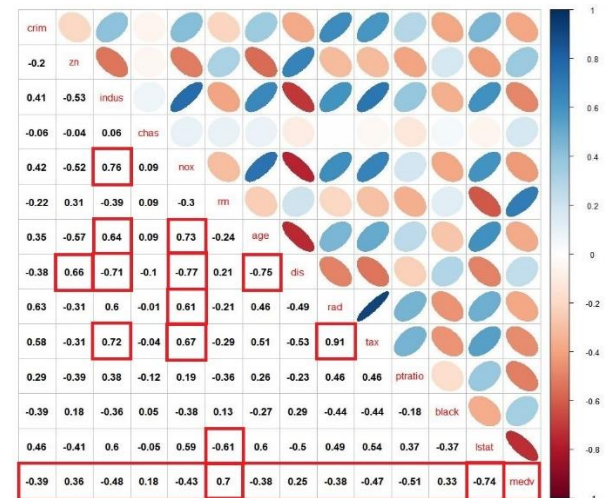 crim
-0.2 zn
0.41 -0.53 indus
-0.06 -0.04 0.06 chas
0.42 -0.52 0.76 0.09 nox
-0.22 0.31 -0.39 0.09 -0.3 rm
0.35 -0.57 0.64 0.09 0.73 -0.24 age
-0.38 0.66 -0.71 -0.1 -0.77 0.21 -0.75 dis
0.63 -0.31 0.6 -0.01 0.61 -0.21 0.46 -0.49 rad
0.58 -0.31 0.72 -0.04 0.67 -0.29 0.51 -0.53 0.91 tax
0.29 -0.39 0.38 -0.12 0.19 -0.36 0.26 -0.23 0.46 0.46 ptratio
-0.39 0.18 -0.36 0.05 -0.38 0.13 -0.27 0.29 -0.44 -0.44 -0.18 black
0.46 -0.41 0.6 -0.05 0.59 -0.61 0.6 -0.5 0.49 0.54 0.37 -0.37 lstat
-0.39 0.36 -0.48 0.18 -0.43 0.7 -0.38 0.25 -0.38 -0.47 -0.51 0.33 -0.74 medv
1
0.8
0.6
0.4
0.2
0
-0.2
-0.4
-0.6
-0.8
-1